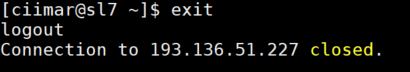 [ciimar@sl7 ~]$ exit
logout
Connection to 193.136.51.227 closed.